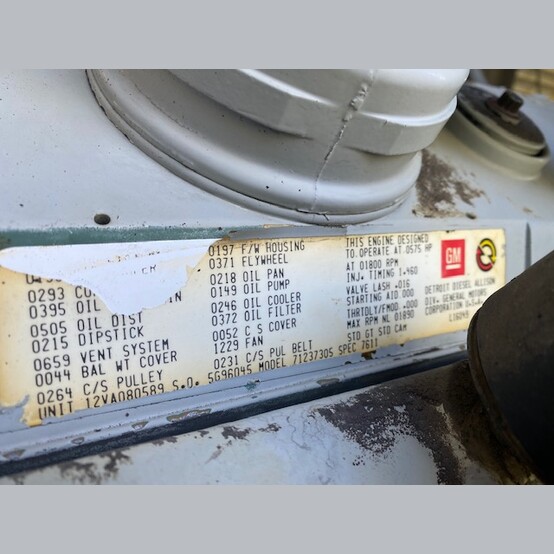 0197 F/W HOUSING
0371 FLYWHEEL
0218 OIL PAN
0149 OIL PUMP
0246 OIL COOLER
0372 OIL FILTER
0052 C S COVER
1229 FAN
0231 C/S PUL BELT
0293
0395 OIL
0505 OIL DIST
0215 DIPSTICK
0659 VENT SYSTEM
0044 BAL WT COVER
0264 C/S PULLEY
UNIT 12VA080589 S.O. 5G96045 MODEL 71237305 SPEC 7611
THIS ENGINE DESIGNED
TO OPERATE AT 0575 HP
AT 01800 RPM
INJ. TIMING 1.460
VALVE LASH .016
STARTING AID 000
THRDTLY/FMOD .000
MAX RPM NL 01890
STD GT STD CAM
GM
DETROIT DIESEL ALLISON
DIV. GENERAL MOTORS
CORPORATION